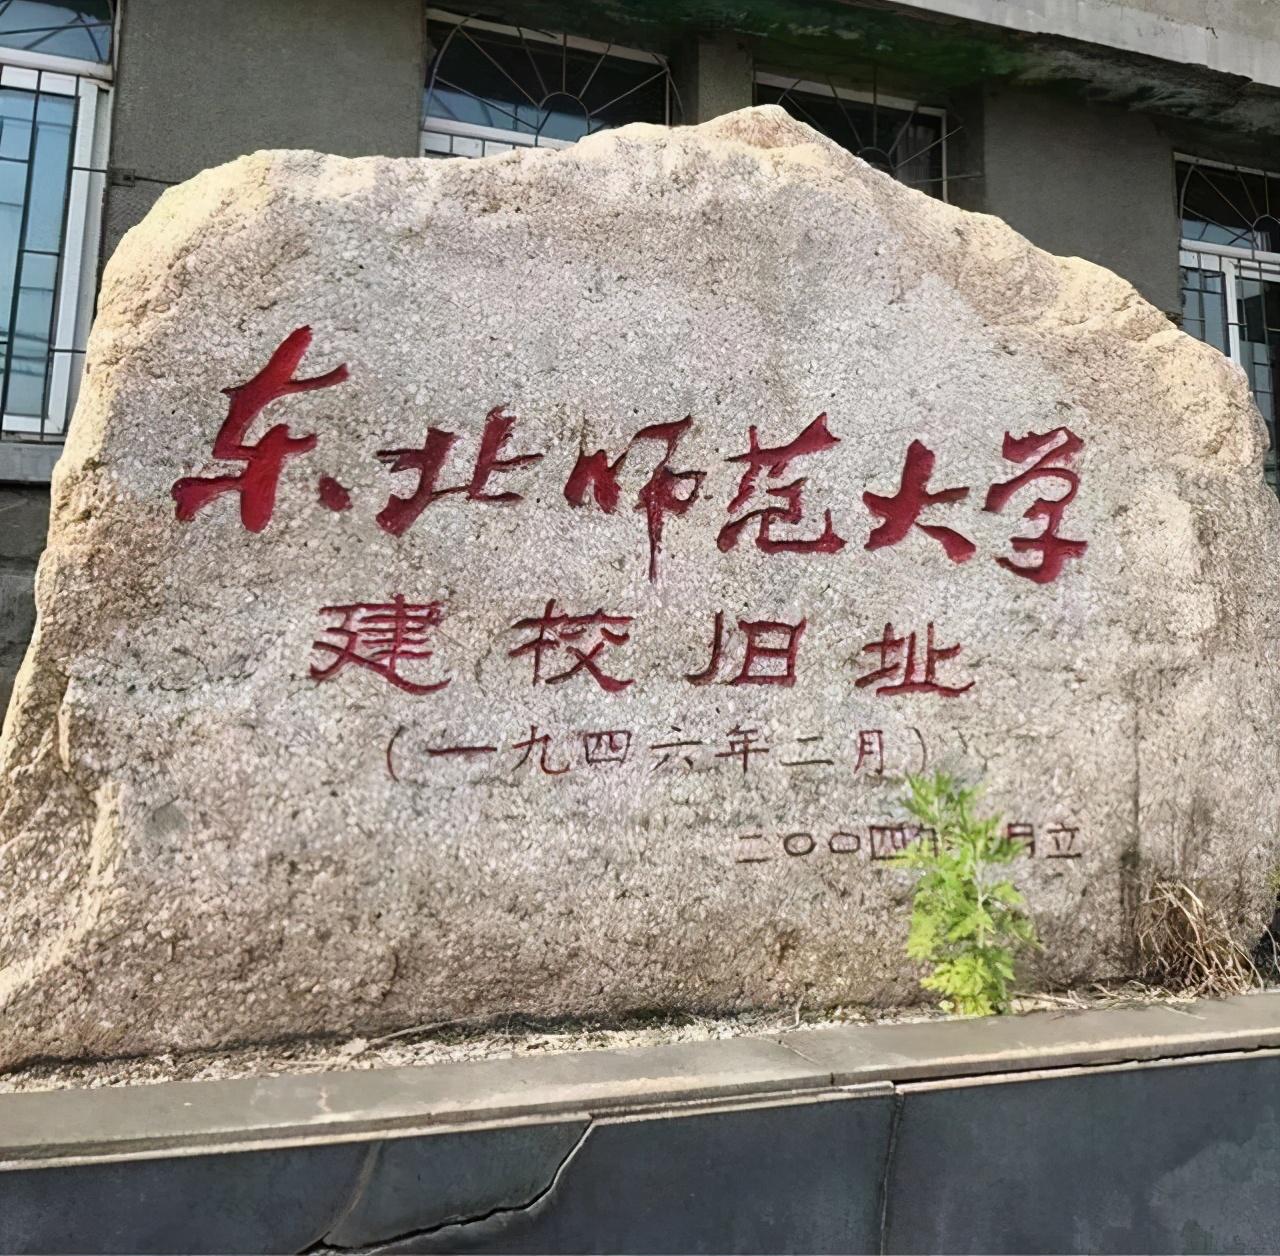 东北师范大学
建校旧址
（一九四六年二月）
二〇〇四年 月立